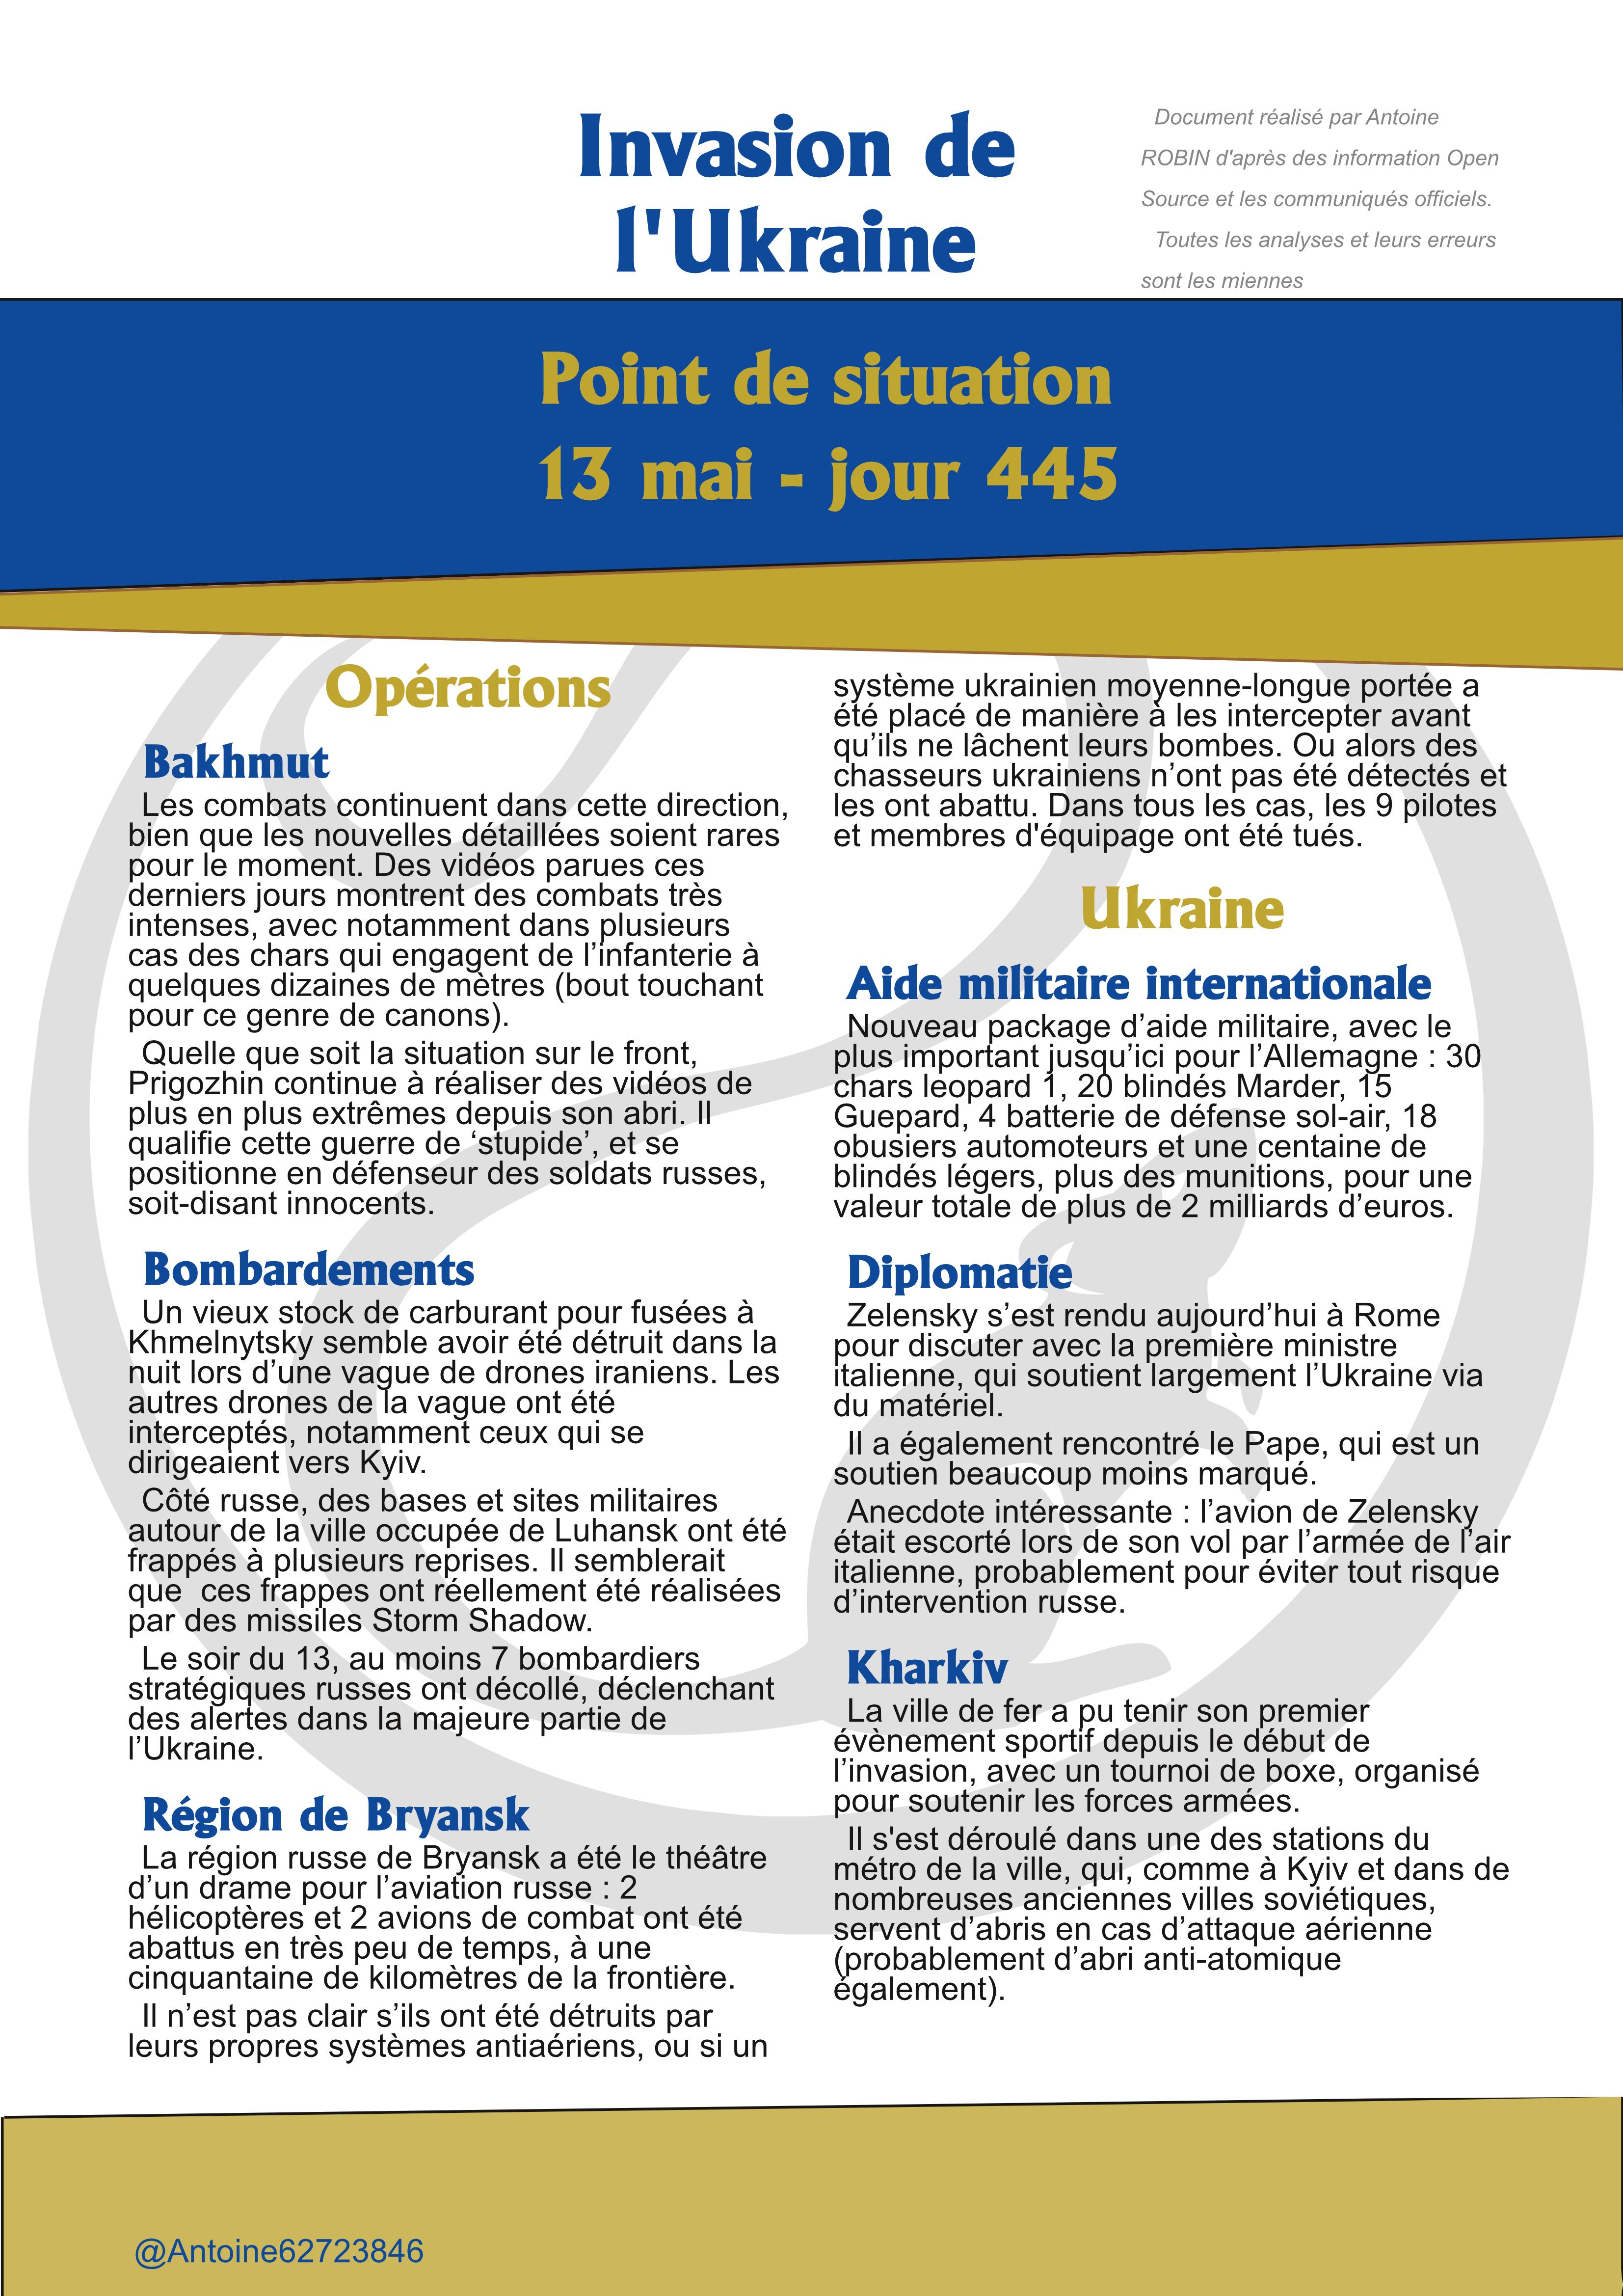 Invasion de
l'Ukraine
Document réalisé par Antoine
ROBIN d'après des information Open
Source et les communiqués officiels.
Toutes les analyses et leurs erreurs
sont les miennes
Point de situation
13 mai - jour 445
Opérations
Bakhmut
Les combats continuent dans cette direction,
bien que les nouvelles détaillées soient rares
pour le moment. Des vidéos parues ces
derniers jours montrent des combats très
intenses, avec notamment dans plusieurs
cas des chars qui engagent de l’infanterie à
quelques dizaines de mètres (bout touchant
pour ce genre de canons).
Quelle que soit la situation sur le front,
Prigozhin continue à réaliser des vidéos de
plus en plus extrêmes depuis son abri. Il
qualifie cette guerre de ‘stupide’, et se
positionne en défenseur des soldats russes,
soit-disant innocents.
Bombardements
Un vieux stock de carburant pour fusées à
Khmelnytsky semble avoir été détruit dans la
nuit lors d’une vague de drones iraniens. Les
autres drones de la vague ont été
interceptés, notamment ceux qui se
dirigeaient vers Kyiv.
Côté russe, des bases et sites militaires
autour de la ville occupée de Luhansk ont été
frappés à plusieurs reprises. Il semblerait
que  ces frappes ont réellement été réalisées
par des missiles Storm Shadow.
Le soir du 13, au moins 7 bombardiers
stratégiques russes ont décollé, déclenchant
des alertes dans la majeure partie de
l’Ukraine.
Région de Bryansk
La région russe de Bryansk a été le théâtre
d’un drame pour l’aviation russe : 2
hélicoptères et 2 avions de combat ont été
abattus en très peu de temps, à une
cinquantaine de kilomètres de la frontière.
Il n’est pas clair s’ils ont été détruits par
leurs propres systèmes antiaériens, ou si un
système ukrainien moyenne-longue portée a
été placé de manière à les intercepter avant
qu’ils ne lâchent leurs bombes. Ou alors des
chasseurs ukrainiens n’ont pas été détectés et
les ont abattu. Dans tous les cas, les 9 pilotes
et membres d'équipage ont été tués.
Ukraine
Aide militaire internationale
Nouveau package d’aide militaire, avec le
plus important jusqu’ici pour l’Allemagne : 30
chars leopard 1, 20 blindés Marder, 15
Guepard, 4 batterie de défense sol-air, 18
obusiers automoteurs et une centaine de
blindés légers, plus des munitions, pour une
valeur totale de plus de 2 milliards d’euros.
Diplomatie
Zelensky s’est rendu aujourd’hui à Rome
pour discuter avec la première ministre
italienne, qui soutient largement l’Ukraine via
du matériel.
Il a également rencontré le Pape, qui est un
soutien beaucoup moins marqué.
Anecdote intéressante : l’avion de Zelensky
était escorté lors de son vol par l’armée de l’air
italienne, probablement pour éviter tout risque
d’intervention russe.
Kharkiv
La ville de fer a pu tenir son premier
évènement sportif depuis le début de
l’invasion, avec un tournoi de boxe, organisé
pour soutenir les forces armées.
Il s'est déroulé dans une des stations du
métro de la ville, qui, comme à Kyiv et dans de
nombreuses anciennes villes soviétiques,
servent d’abris en cas d’attaque aérienne
(probablement d’abri anti-atomique
également).
@Antoine62723846